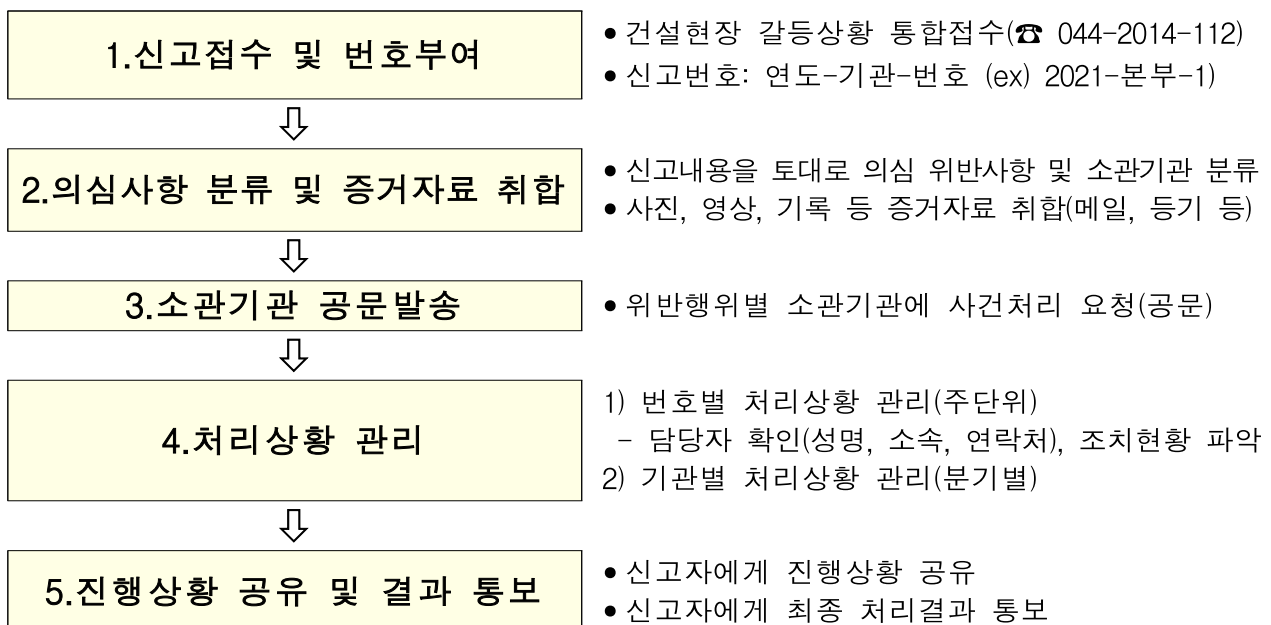 1.신고접수 및 번호부여
• 건설현장 갈등상황 통합접수(☎ 044-2014-112)
• 신고번호: 연도-기관-번호 (ex) 2021-본부-1)
2.의심사항 분류 및 증거자료 취합
• 신고내용을 토대로 의심 위반사항 및 소관기관 분류
• 사진, 영상, 기록 등 증거자료 취합(메일, 등기 등)
3.소관기관 공문발송
• 위반행위별 소관기관에 사건처리 요청(공문)
4.처리상황 관리
1) 번호별 처리상황 관리(주단위)
- 담당자 확인(성명, 소속, 연락처), 조치현황 파악
2) 기관별 처리상황 관리(분기별)
5.진행상황 공유 및 결과 통보
• 신고자에게 진행상황 공유
• 신고자에게 최종 처리결과 통보